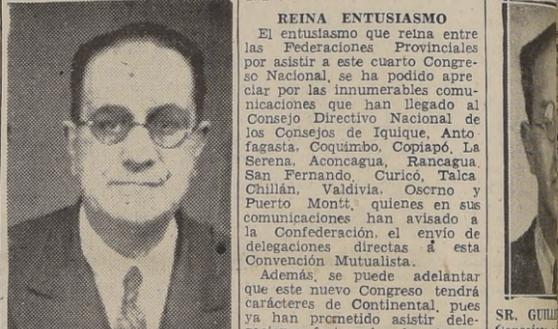 REINA ENTUSIASMO
El entusiasmo que reina entre
las Federaciones Provinciales
por asistir a este cuarto Congre-
so Nacional, se ha podido apre
ciar por las innumerables comu-
nicaciones que han llegado al
Consejo Directivo Nacional de
los Consejos de Iquique, Anto
fagasta, Coquimbo, Copiapó, La
Serena, Aconcagua, Rancagua,
San Fernando, Curicó, Talca
Chillán, Valdivia, Osorno y
Puerto Montt, quienes en sus
comunicaciones han avisado a
la Confederación, el envío de
delegaciones directas a esta
Convención Mutualista.
Además, se puede adelantar
que este nuevo Congreso tendrá
carácteres de Continental, pues
ya han prometido asistir dele-
SR. GUILL